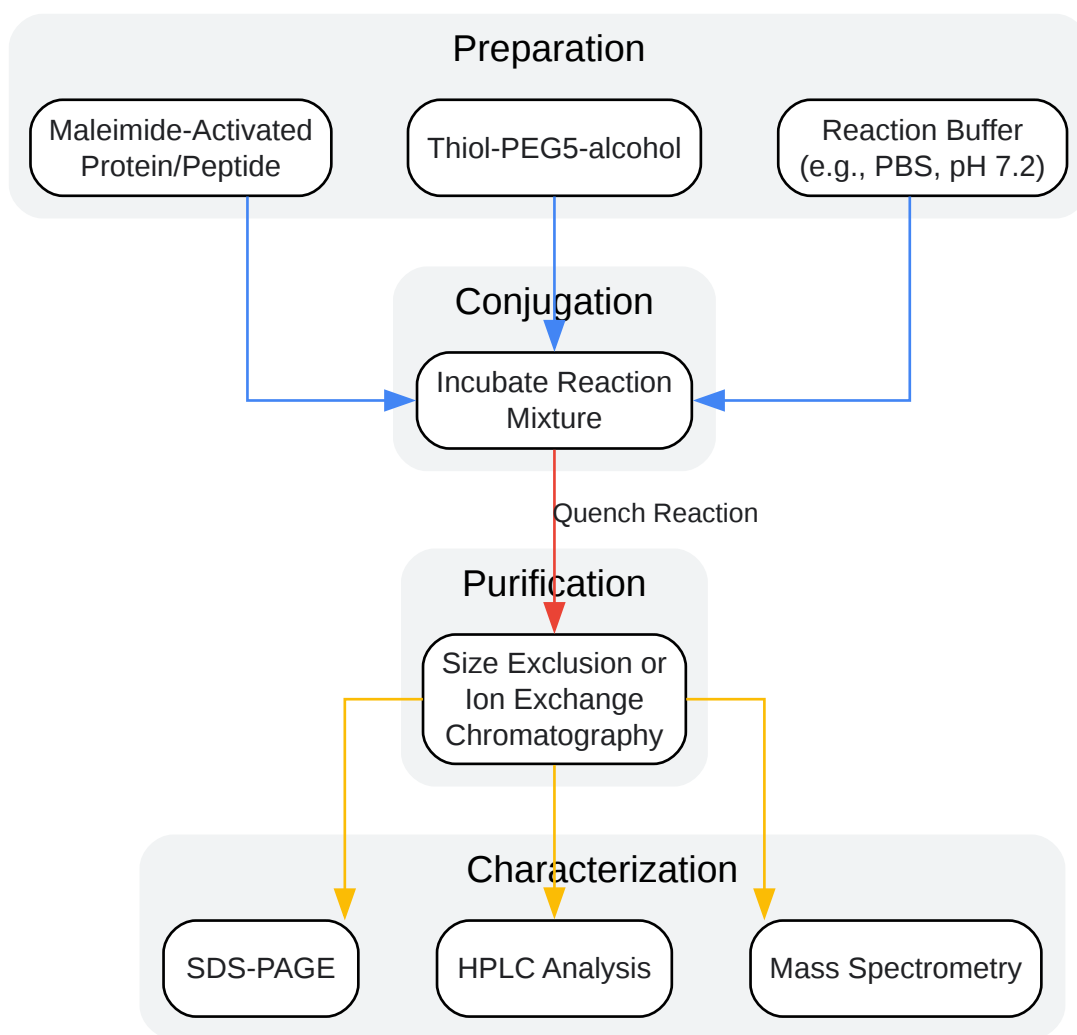 Preparation
Maleimide-Activated
Protein/Peptide
Thiol-PEG5-alcohol
Reaction Buffer
(e.g., PBS, pH 7.2)
Conjugation
Incubate Reaction
Mixture
Quench Reaction
Purification
Size Exclusion or
Ion Exchange
Chromatography
Characterization
SDS-PAGE
HPLC Analysis
Mass Spectrometry